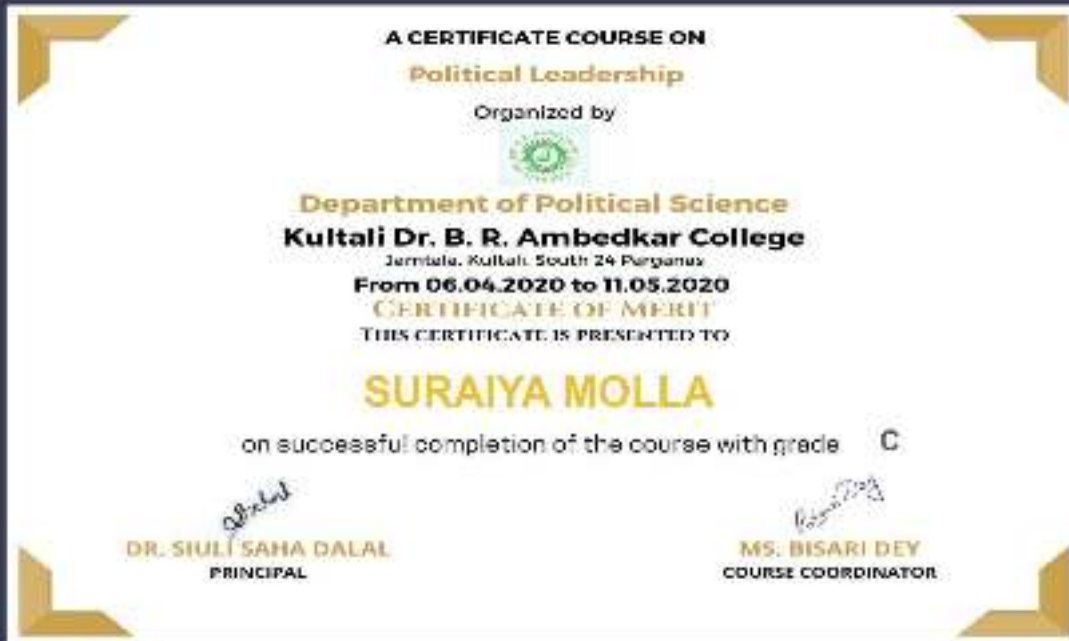 A CERTIFICATE COURSE ON
Political Leadership
Organized by
Department of Political Science
Kultali Dr. B. R. Ambedkar College
Jamtala, Kultali, South 24 Parganas
From 06.04.2020 to 11.05.2020
CERTIFICATE OF MERIT
THIS CERTIFICATE IS PRESENTED TO
SURAIYA MOLLA
on successful completion of the course with grade C
DR. SIULI SAHA DALAL
PRINCIPAL
MS. BISARI DEY
COURSE COORDINATOR